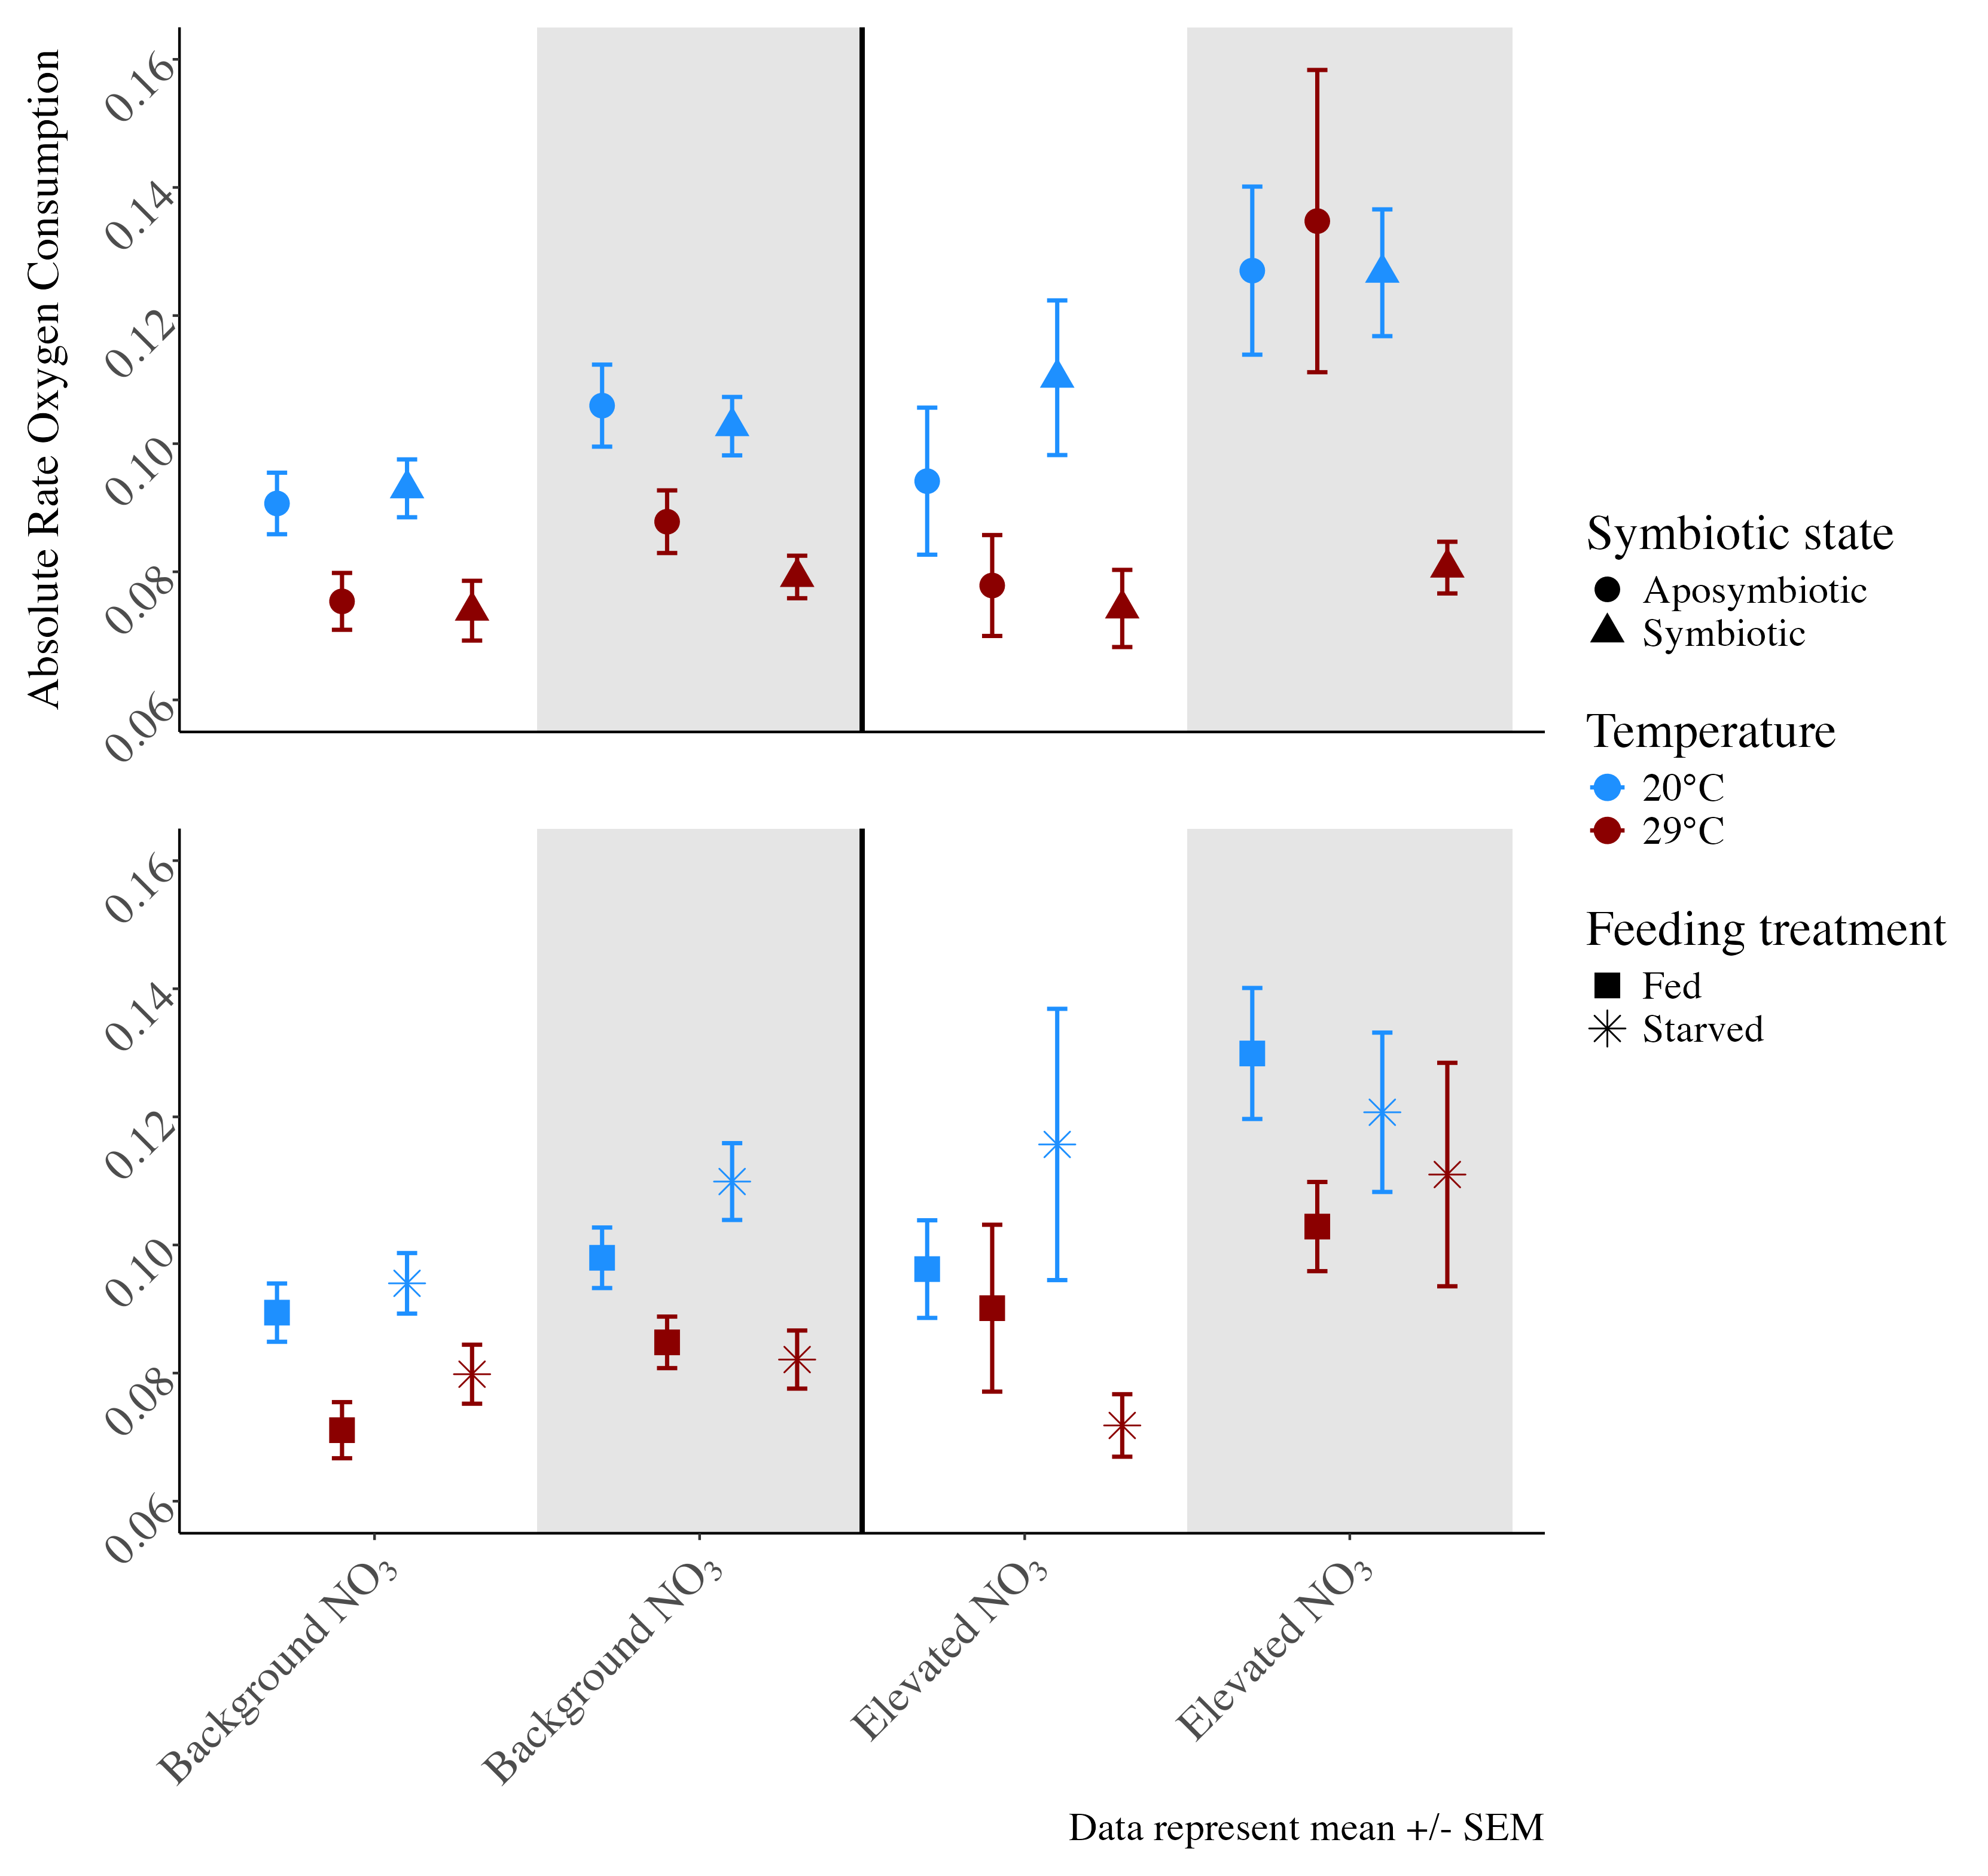 Absolute Rate Oxygen Consumption
0.16
0.14
0.12
0.10
0.08
0.06
0.16
0.14
0.12
0.10
0.08
0.06
Background NO₃
Background NO₃
Elevated NO₃
Elevated NO₃
Data represent mean +/- SEM
Symbiotic state
Aposymbiotic
Symbiotic
Temperature
20°C
29°C
Feeding treatment
Fed
Starved